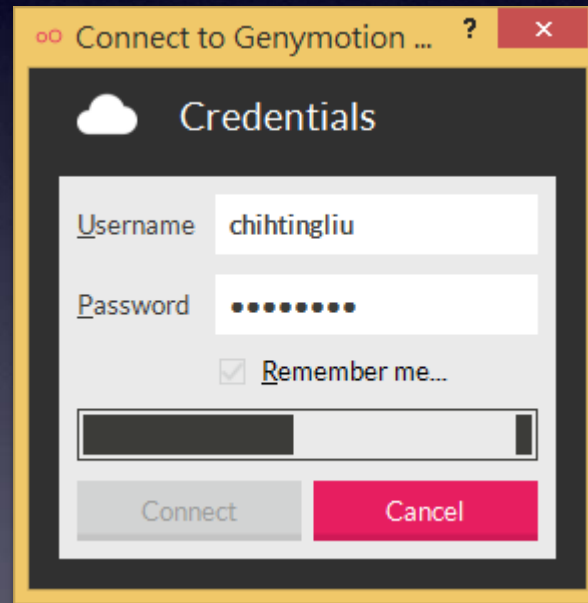 Connect to Genymotion ... ? ×
Credentials
Username chihtingliu
Password ••••••••
Remember me...
Connect Cancel